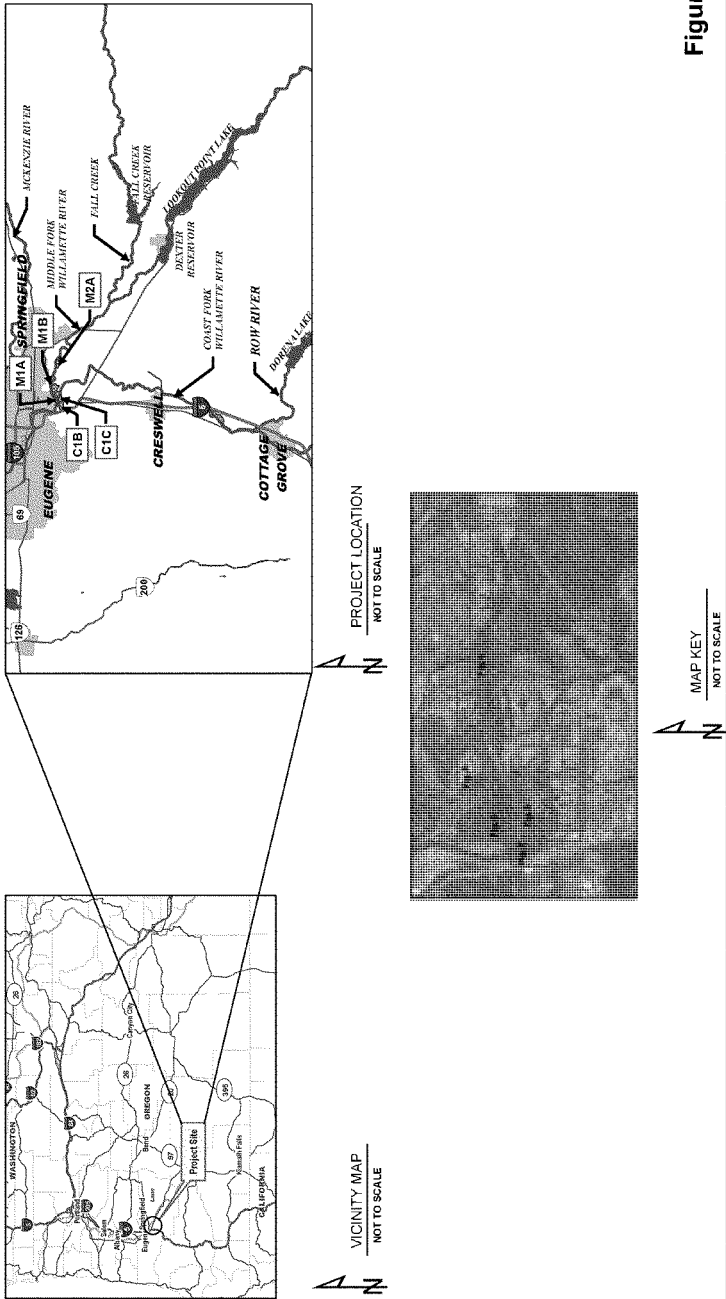 WASHINGTON
26
Portland
Salem
Albany
Springfield
Bend
OREGON
26
Canyon City
97
20
395
Klamath Falls
CALIFORNIA
Project Site
VICINITY MAP
NOT TO SCALE
N
126
69
200
EUGENE
SPRINGFIELD
MCKENZIE RIVER
M1A
M1B
MIDDLE FORK
WILLAMETTE RIVER
M2A
C1B
C1C
FALL CREEK
FALL CREEK
RESERVOIR
LOOKOUT POINT LAKE
DEXTER
RESERVOIR
CRESWELL
COAST FORK
WILLAMETTE RIVER
ROW RIVER
COTTAGE
GROVE
DORENA LAKE
PROJECT LOCATION
NOT TO SCALE
N
MAP KEY
NOT TO SCALE
N
Figur